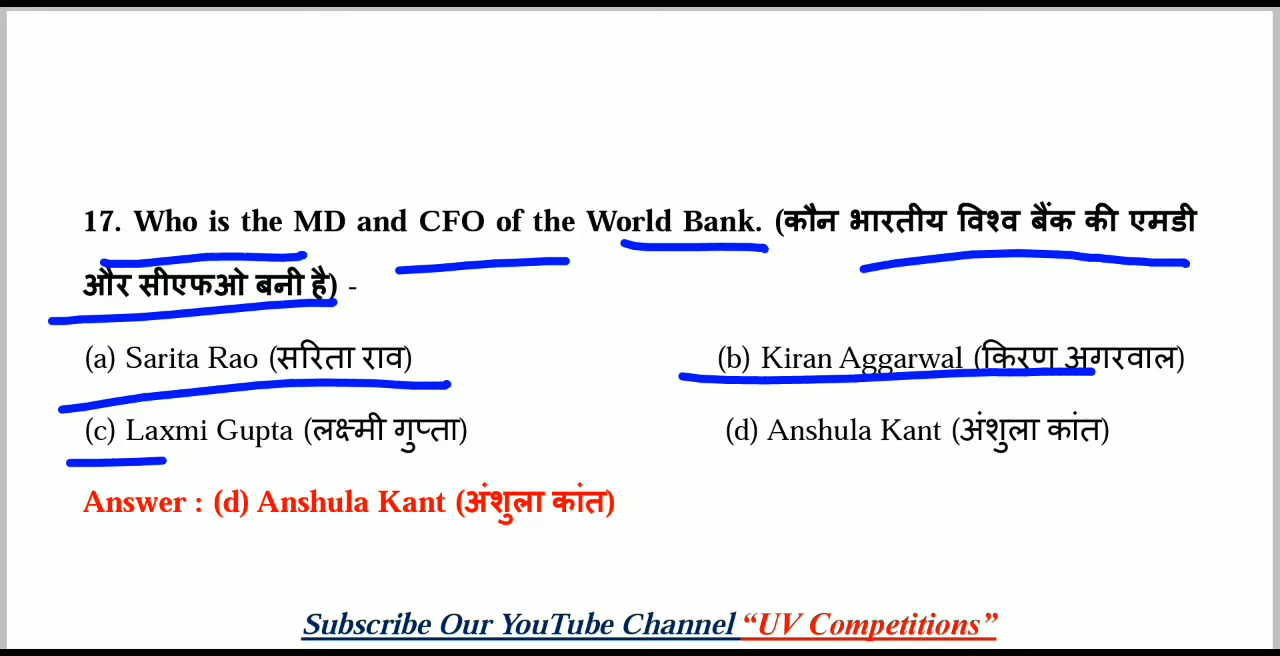 17. Who is the MD and CFO of the World Bank. (कौन भारतीय विश्व बैंक की एमडी
और सीएफओ बनी है) -
(a) Sarita Rao (सरिता राव) (b) Kiran Aggarwal (किरण अगरवाल)
(c) Laxmi Gupta (लक्ष्मी गुप्ता) (d) Anshula Kant (अंशुला कांत)
Answer : (d) Anshula Kant (अंशुला कांत)
Subscribe Our YouTube Channel “UV Competitions”